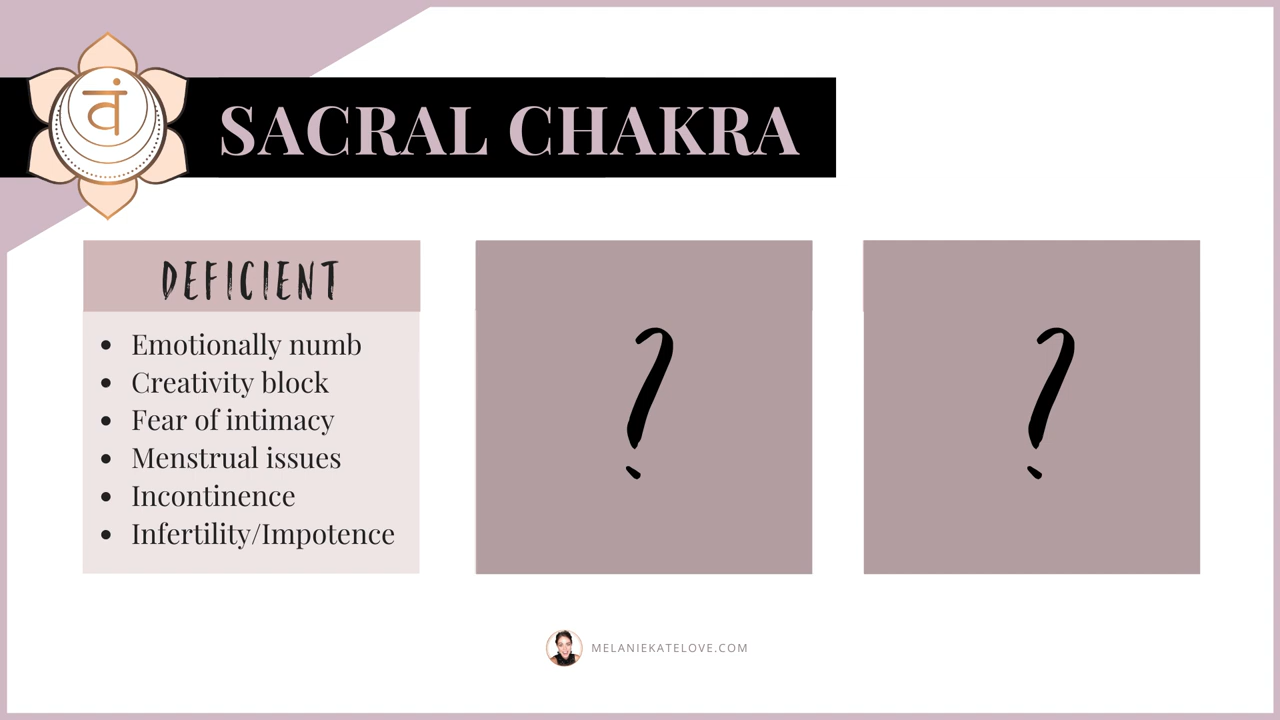 वं
SACRAL CHAKRA
DEFICIENT
• Emotionally numb
• Creativity block
• Fear of intimacy
• Menstrual issues
• Incontinence
• Infertility/Impotence
?
?
MELANIEKATELOVE.COM